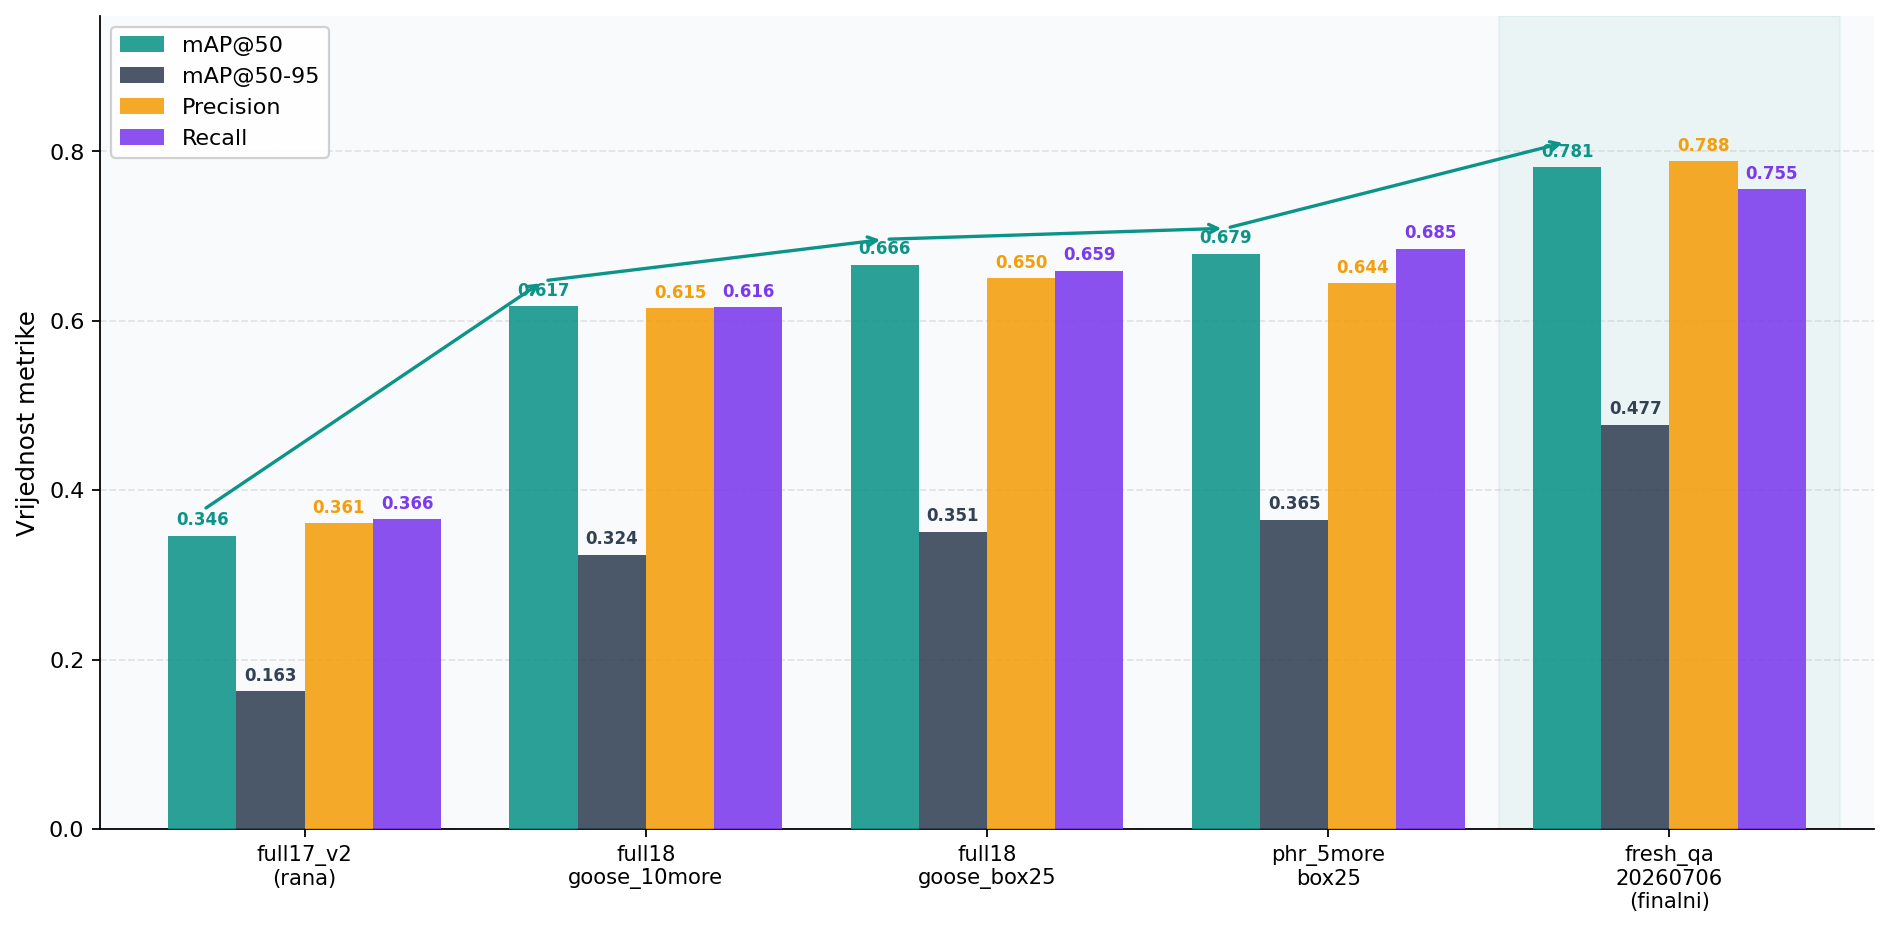 mAP@50
mAP@50-95
Precision
Recall
Vrijednost metrike
0.8
0.6
0.4
0.2
0.0
0.346
0.163
0.361
0.366
0.617
0.324
0.615
0.616
0.666
0.351
0.650
0.659
0.679
0.365
0.644
0.685
0.781
0.477
0.788
0.755
full17_v2
(rana)
full18
goose_10more
full18
goose_box25
phr_5more
box25
fresh_qa
20260706
(finalni)